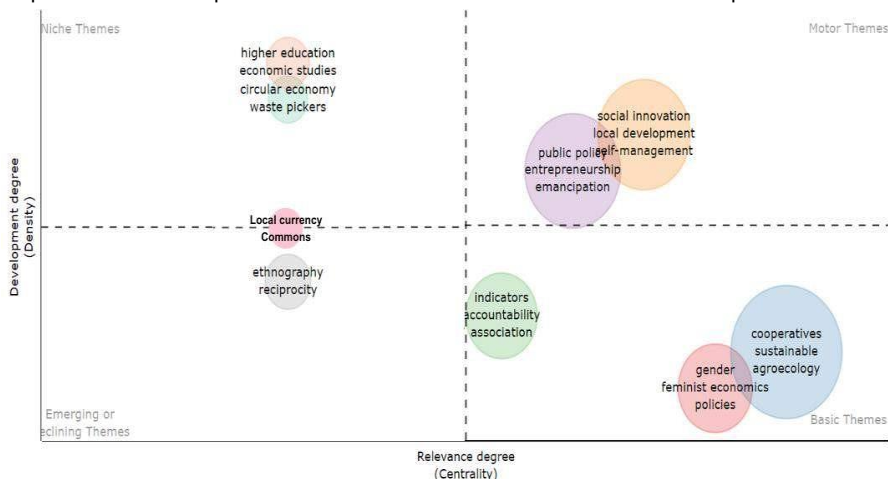 Niche Themes
Motor Themes
higher education
economic studies
circular economy
waste pickers
social innovation
local development
self-management
public policy
entrepreneurship
emancipation
Development degree
(Density)
Local currency
Commons
ethnography
reciprocity
indicators
accountability
association
cooperatives
sustainable
agroecology
gender
feminist economics
policies
Emerging or
eclining Themes
Basic Themes
Relevance degree
(Centrality)